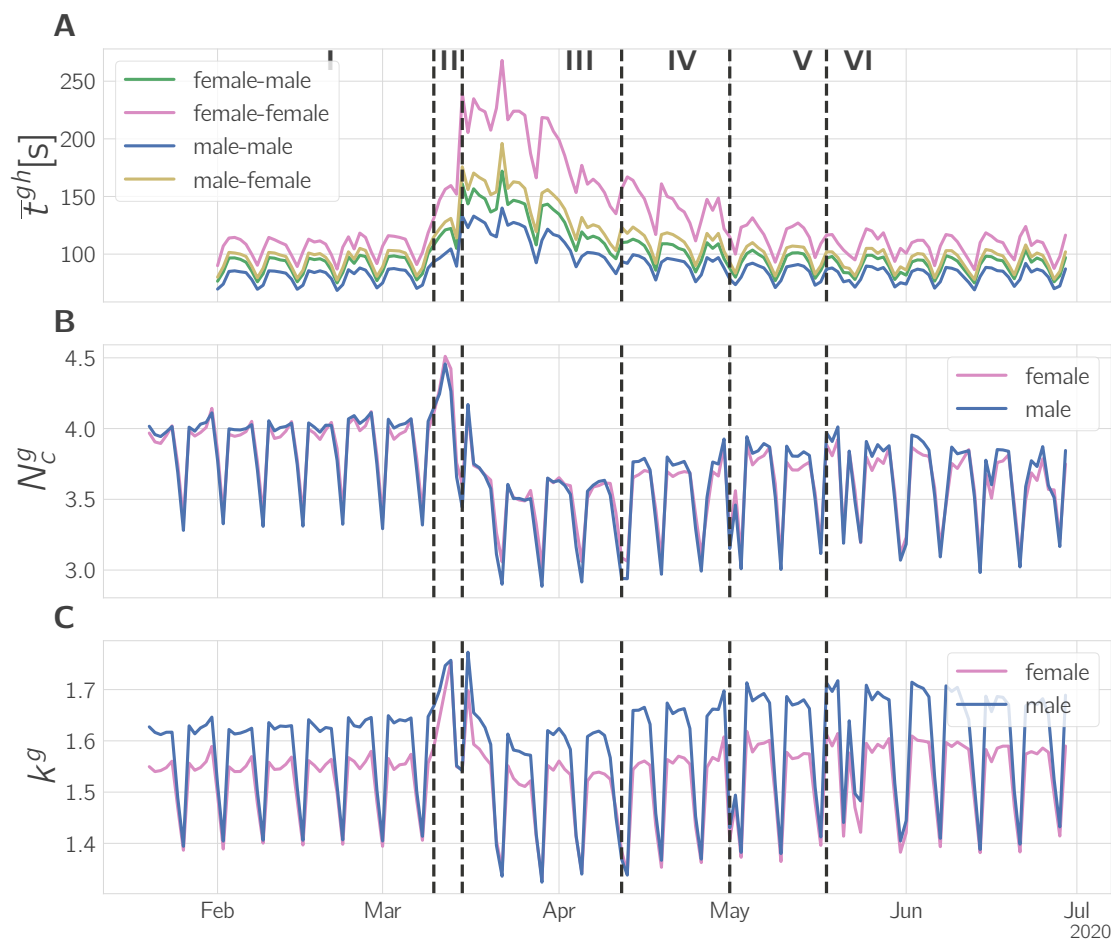 A
I II III IV V VI
250
200
150
100
t̅ᵍʰ[s]
female-male
female-female
male-male
male-female
B
4.5
4.0
3.5
3.0
N_c^g
female
male
C
1.7
1.6
1.5
1.4
kᵍ
female
male
Feb Mar Apr May Jun Jul
2020